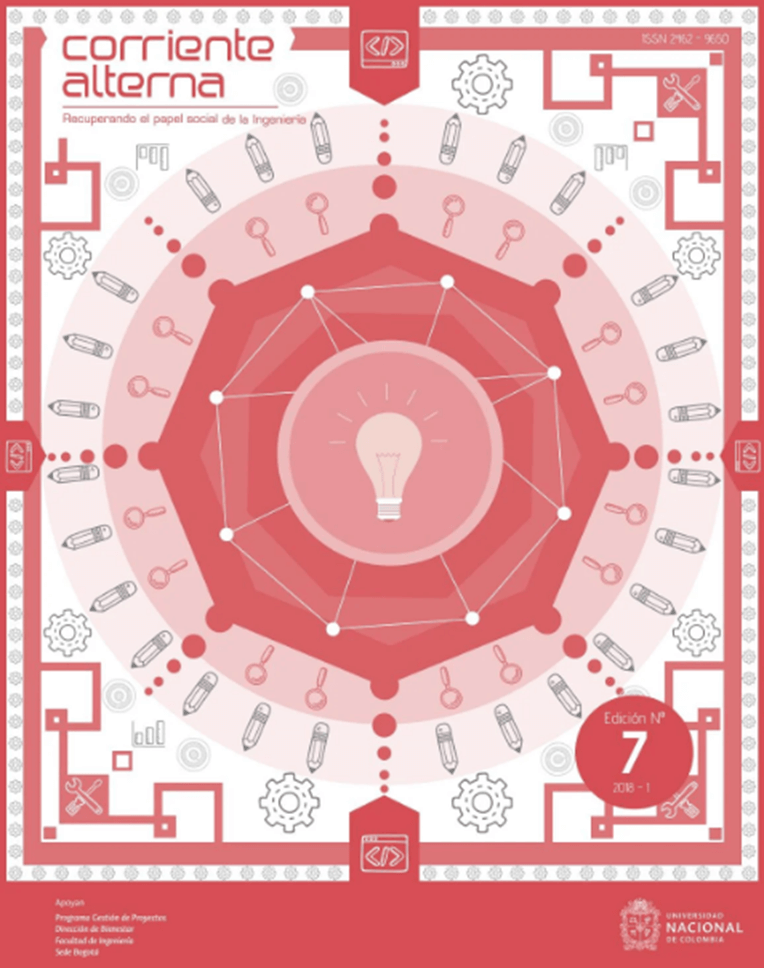 corriente
alterna
Recuperando el papel social de la Ingeniería
ISSN 2462 - 9650
</>
Edición N°
7
2018 - 1
</>
Apoyan
Programa Gestión de Proyectos
Dirección de Bienestar
Facultad de Ingeniería
Sede Bogotá
UNIVERSIDAD
NACIONAL
DE COLOMBIA